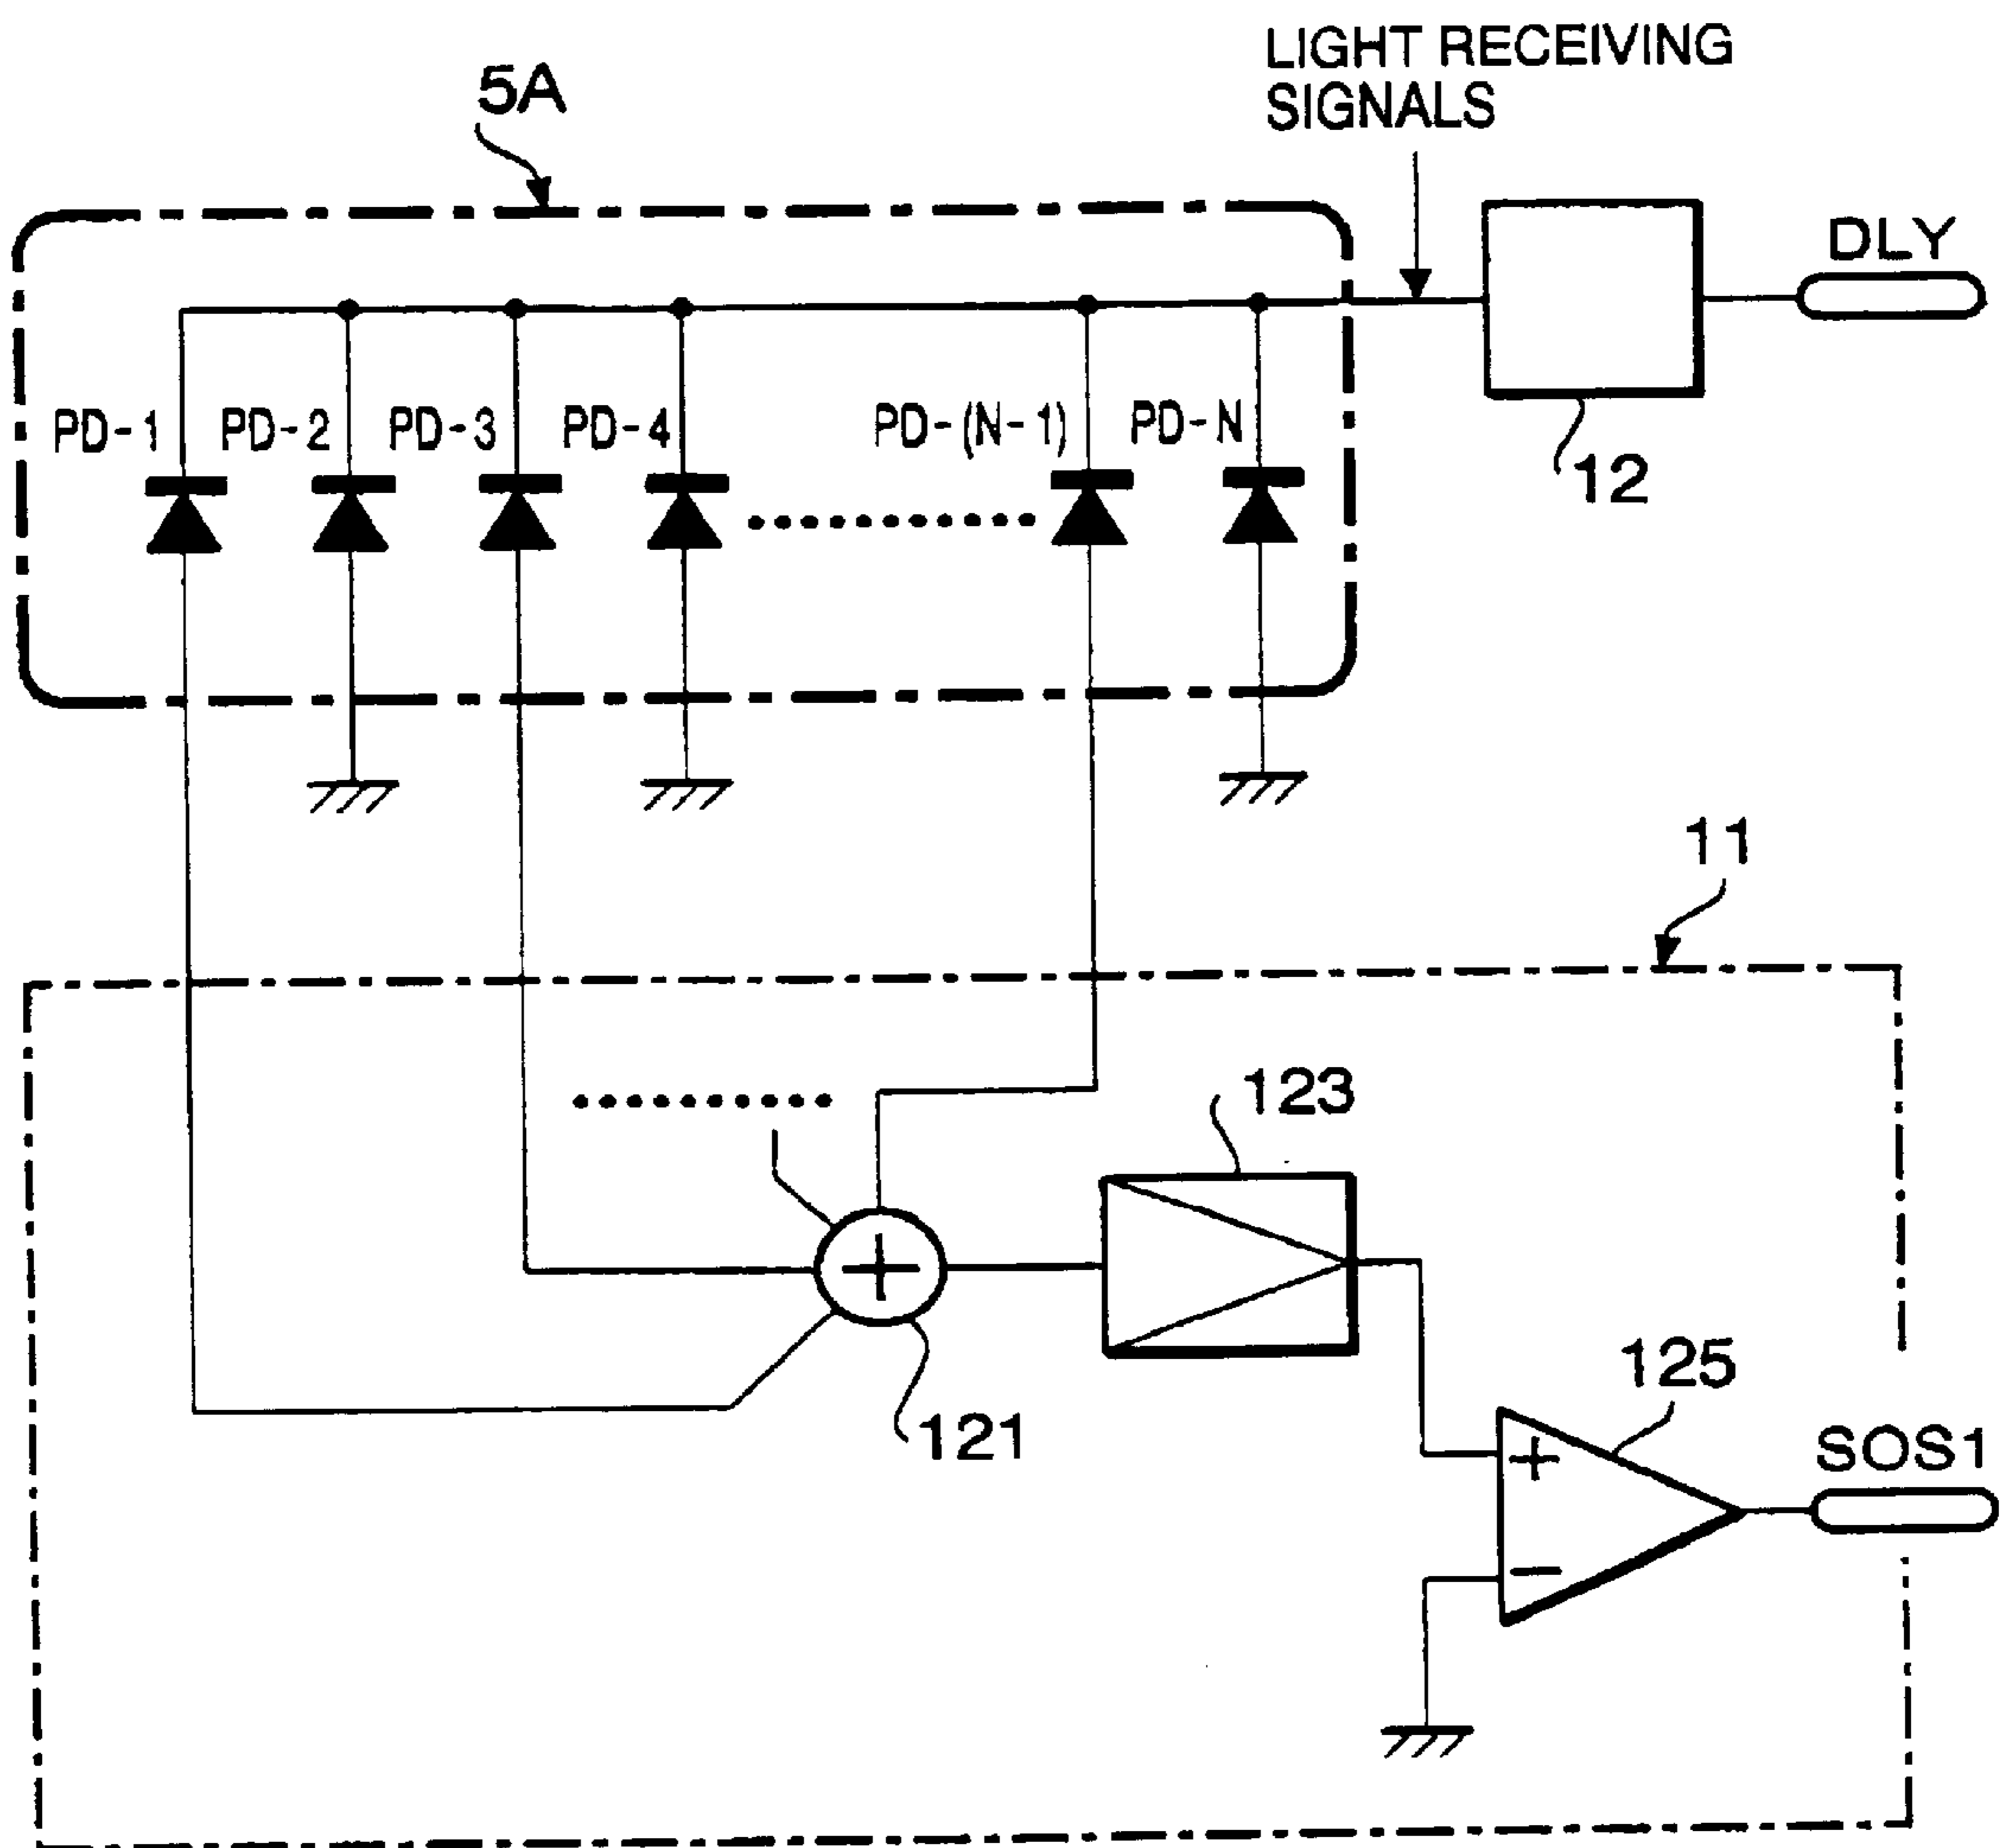 LIGHT RECEIVING
SIGNALS
5A
DLY
PD-1
PD-2
PD-3
PD-4
PD-(N-1)
PD-N
12
11
123
+
121
125
+
−
SOS1